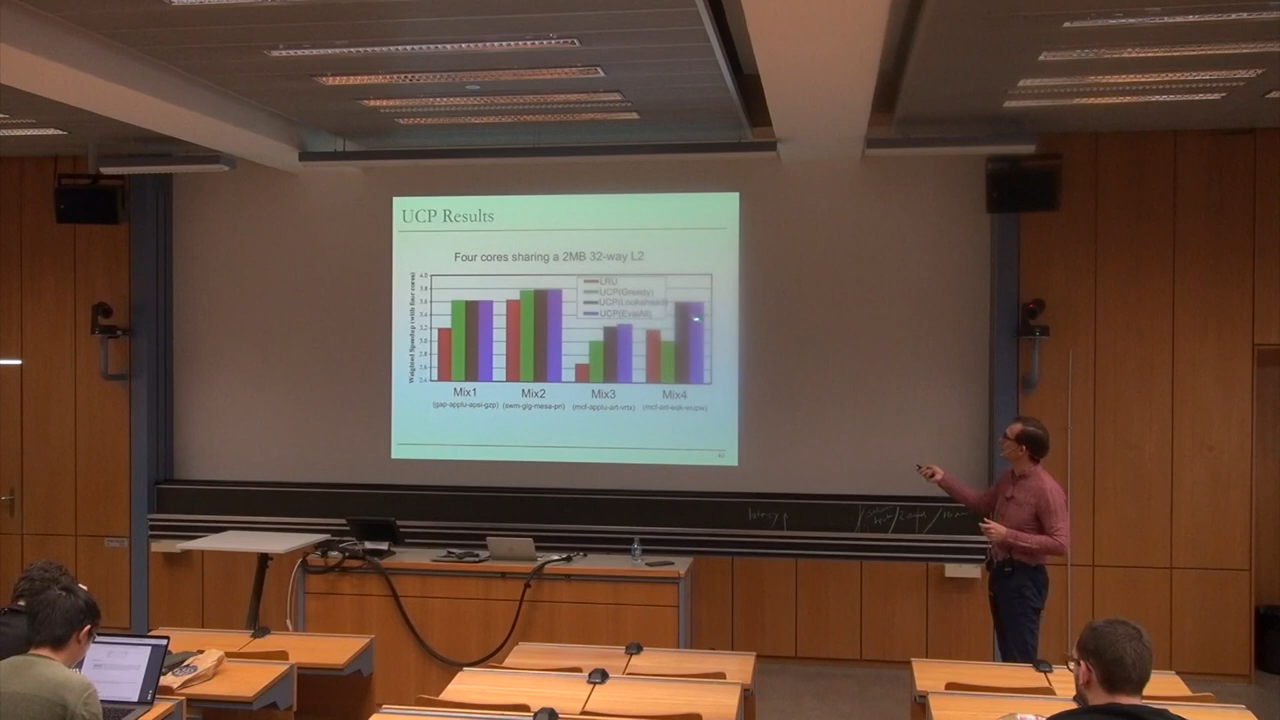 UCP Results
Four cores sharing a 2MB 32-way L2
Weighted Speedup (with four cores)
4.0
3.8
3.6
3.4
3.2
3.0
2.8
2.6
2.4
LRU
UCP(Greedy)
UCP(Lookahead)
UCP(EvalAll)
Mix1 Mix2 Mix3 Mix4
(gap-applu-apsi-gzp) (swm-glg-mesa-prl) (mcf-applu-art-vrtx) (mcf-art-eqk-wupw)
latency